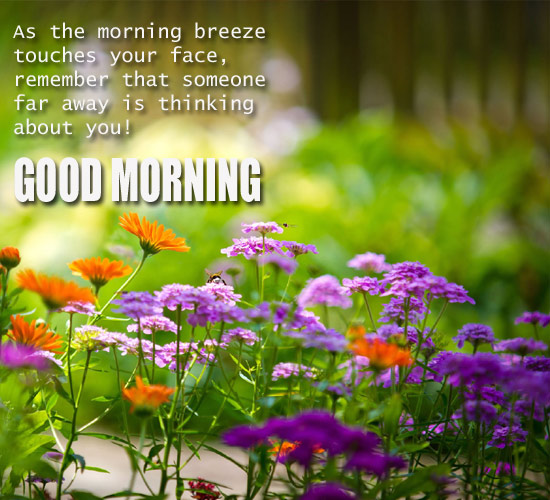 As the morning breeze
touches your face,
remember that someone
far away is thinking
about you!
GOOD MORNING